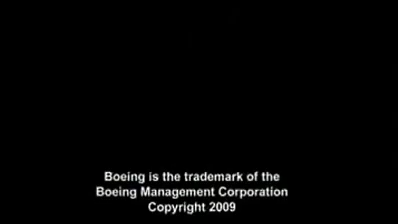 Boeing is the trademark of the
Boeing Management Corporation
Copyright 2009